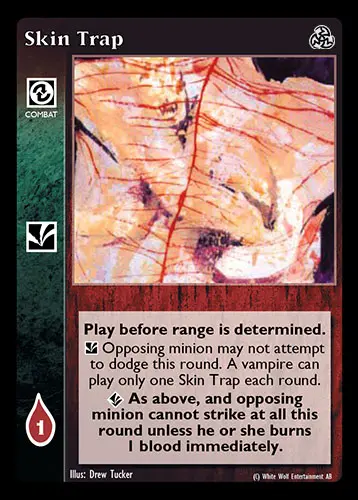 Skin Trap
COMBAT
Play before range is determined.
Opposing minion may not attempt
to dodge this round. A vampire can
play only one Skin Trap each round.
As above, and opposing
minion cannot strike at all this
round unless he or she burns
1 blood immediately.
1
Illus: Drew Tucker
(C) White Wolf Entertainment AB